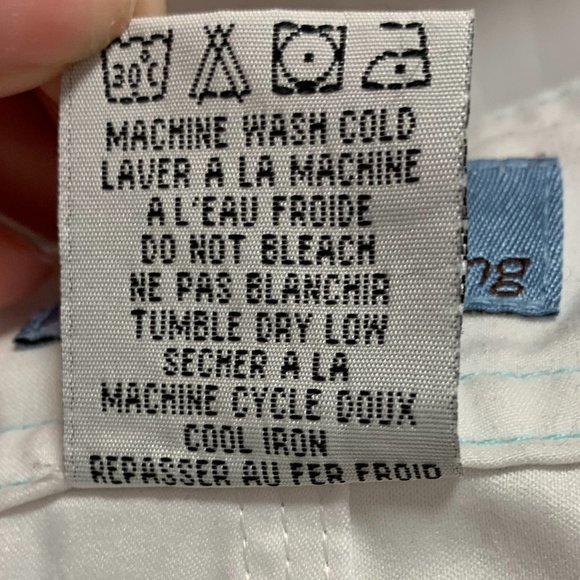 30°C
MACHINE WASH COLD
LAVER A LA MACHINE
A L'EAU FROIDE
DO NOT BLEACH
NE PAS BLANCHIR
TUMBLE DRY LOW
SECHER A LA
MACHINE CYCLE DOUX
COOL IRON
REPASSER AU FER FROID